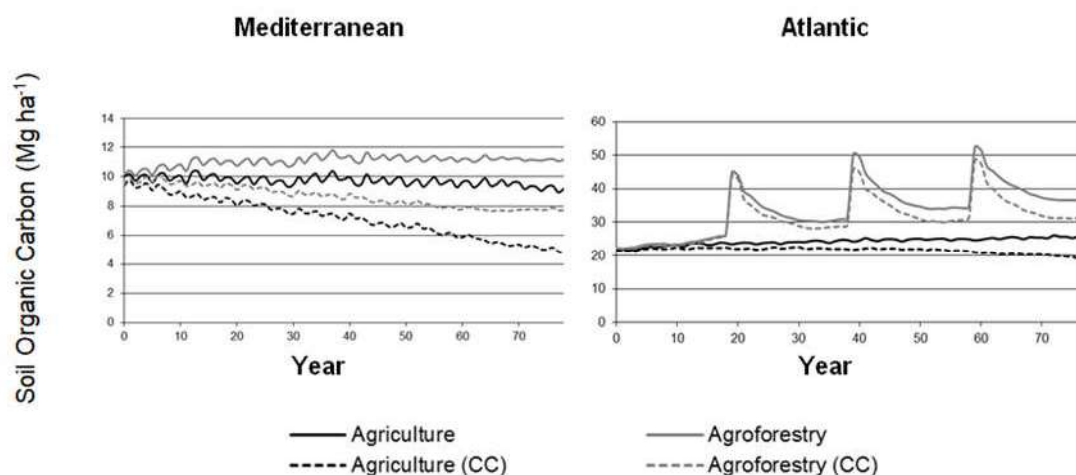 Mediterranean
Atlantic
Soil Organic Carbon (Mg ha⁻¹)
14
12
10
8
6
4
2
0
0 10 20 30 40 50 60 70
Year
60
50
40
30
20
10
0
0 10 20 30 40 50 60 70
Year
Agriculture
Agroforestry
Agriculture (CC)
Agroforestry (CC)